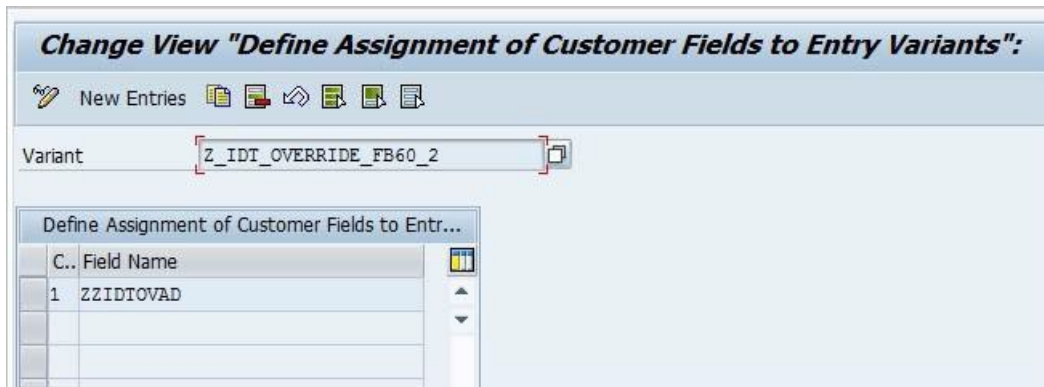 Change View "Define Assignment of Customer Fields to Entry Variants":
New Entries
Variant Z_IDT_OVERRIDE_FB60_2
Define Assignment of Customer Fields to Entr...
C.. Field Name
1 ZZIDTOVAD